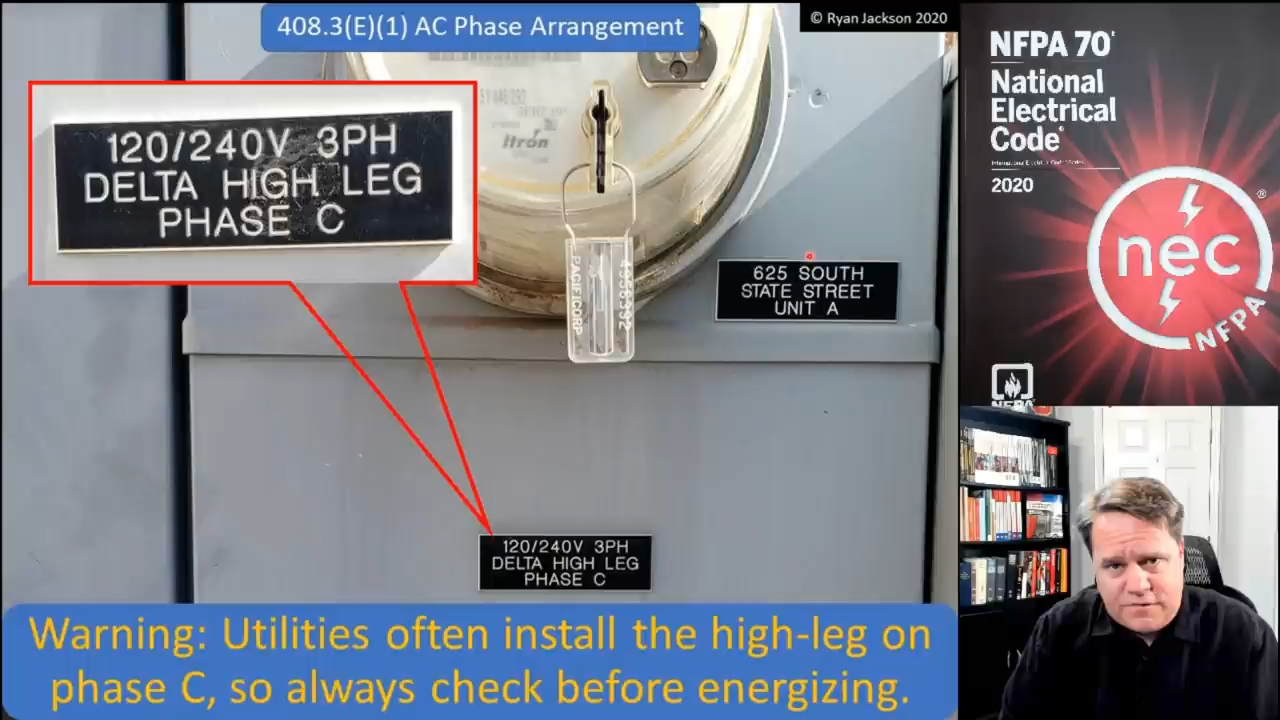 408.3(E)(1) AC Phase Arrangement
© Ryan Jackson 2020
120/240V 3PH
DELTA HIGH LEG
PHASE C
Itron
PACIFICORP
625 SOUTH
STATE STREET
UNIT A
120/240V 3PH
DELTA HIGH LEG
PHASE C
Warning: Utilities often install the high-leg on
phase C, so always check before energizing.
NFPA 70®
National
Electrical
Code®
2020
nec
®
NFPA
NFPA